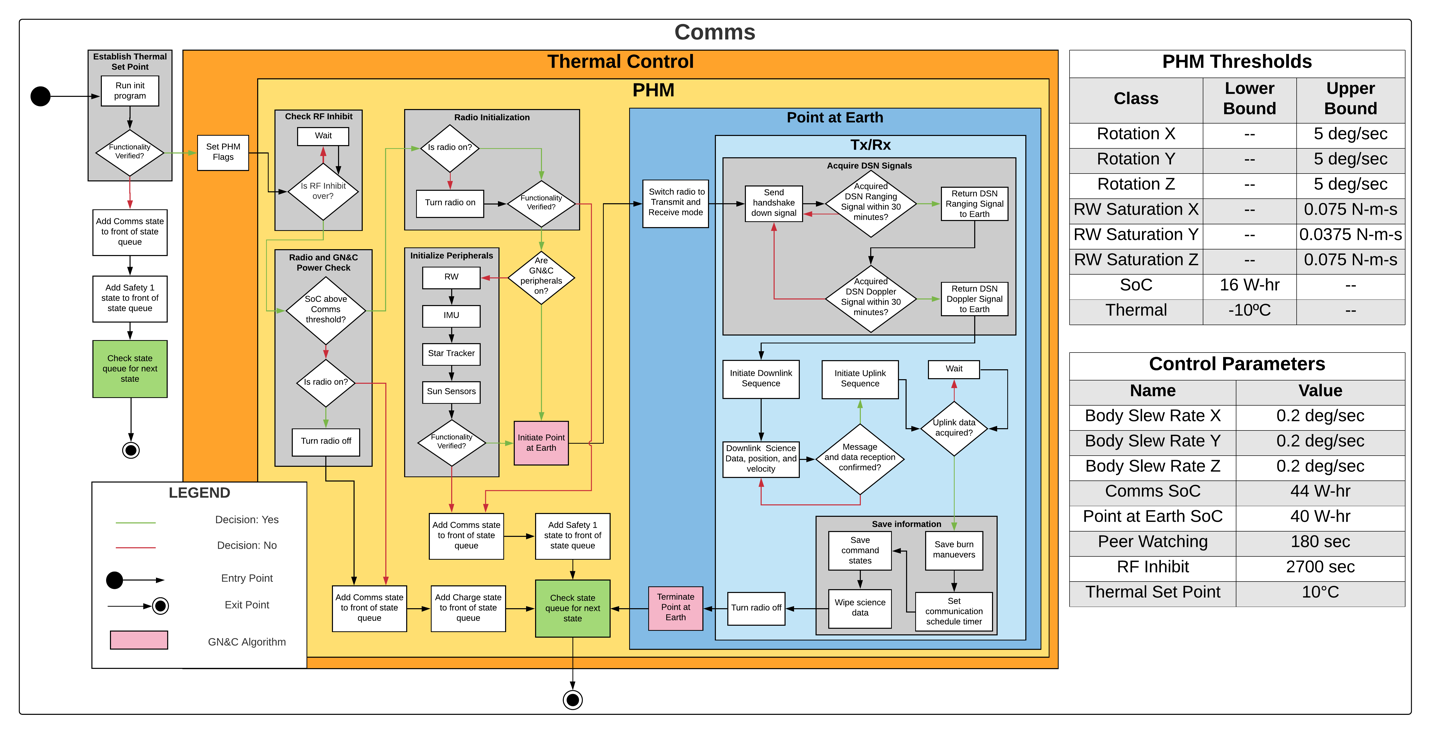 Comms
Establish Thermal
Set Point
Run init
program
Functionality
Verified?
Add Comms state
to front of state
queue
Add Safety 1
state to front of
state queue
Check state
queue for next
state
Thermal Control
Set PHM
Flags
PHM
Check RF Inhibit
Wait
Is RF Inhibit
over?
Radio and GN&C
Power Check
SoC above
Comms
threshold?
Is radio on?
Turn radio off
Radio Initialization
Is radio on?
Turn radio on
Functionality
Verified?
Are
GN&C
peripherals
on?
Initialize Peripherals
RW
IMU
Star Tracker
Sun Sensors
Functionality
Verified?
Initiate Point
at Earth
Add Comms state
to front of state
queue
Add Safety 1
state to front of
state queue
Add Comms state
to front of state
queue
Add Charge state
to front of state
queue
Check state
queue for next
state
Point at Earth
Switch radio to
Transmit and
Receive mode
Tx/Rx
Acquire DSN Signals
Send
handshake
down signal
Acquired
DSN Ranging
Signal within 30
minutes?
Return DSN
Ranging Signal
to Earth
Acquired
DSN Doppler
Signal within 30
minutes?
Return DSN
Doppler Signal
to Earth
Initiate Downlink
Sequence
Initiate Uplink
Sequence
Wait
Uplink data
acquired?
Downlink Science
Data, position, and
velocity
Message
and data reception
confirmed?
Save information
Save
command
states
Save burn
manuevers
Wipe science
data
Set
communication
schedule timer
Turn radio off
Terminate
Point at
Earth
LEGEND
Decision: Yes
Decision: No
Entry Point
Exit Point
GN&C Algorithm
PHM Thresholds
Class Lower Bound Upper Bound
Rotation X -- 5 deg/sec
Rotation Y -- 5 deg/sec
Rotation Z -- 5 deg/sec
RW Saturation X -- 0.075 N-m-s
RW Saturation Y -- 0.0375 N-m-s
RW Saturation Z -- 0.075 N-m-s
SoC 16 W-hr --
Thermal -10ºC --
Control Parameters
Name Value
Body Slew Rate X 0.2 deg/sec
Body Slew Rate Y 0.2 deg/sec
Body Slew Rate Z 0.2 deg/sec
Comms SoC 44 W-hr
Point at Earth SoC 40 W-hr
Peer Watching 180 sec
RF Inhibit 2700 sec
Thermal Set Point 10°C